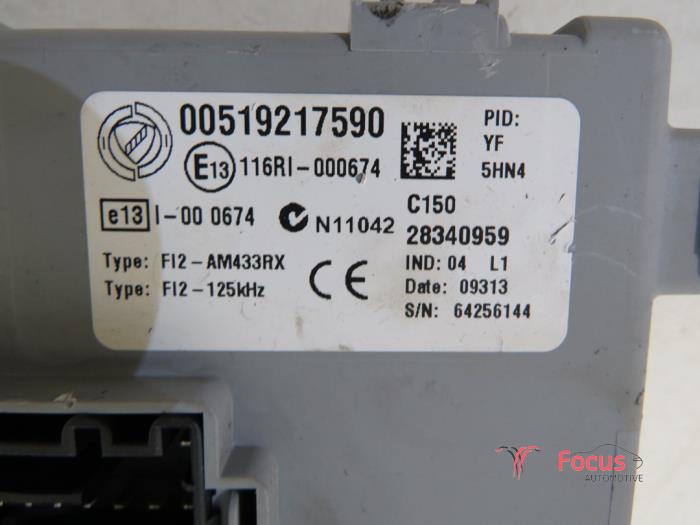 00519217590
E13 116RI-000674
e13 I-00 0674
N11042
Type: FI2-AM433RX
Type: FI2-125kHz
CE
PID:
YF
5HN4
C150
28340959
IND: 04 L1
Date: 09313
S/N: 64256144
Focus
AUTOMOTIVE